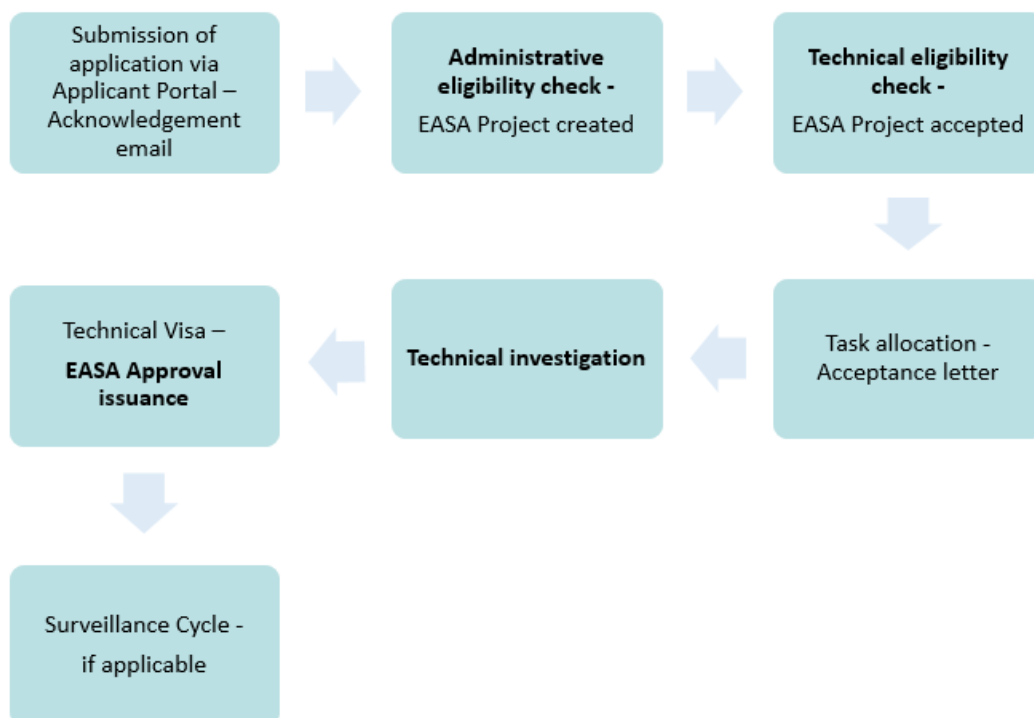 Submission of
application via
Applicant Portal –
Acknowledgement
email
Administrative
eligibility check -
EASA Project created
Technical eligibility
check -
EASA Project accepted
Task allocation -
Acceptance letter
Technical investigation
Technical Visa –
EASA Approval
issuance
Surveillance Cycle -
if applicable